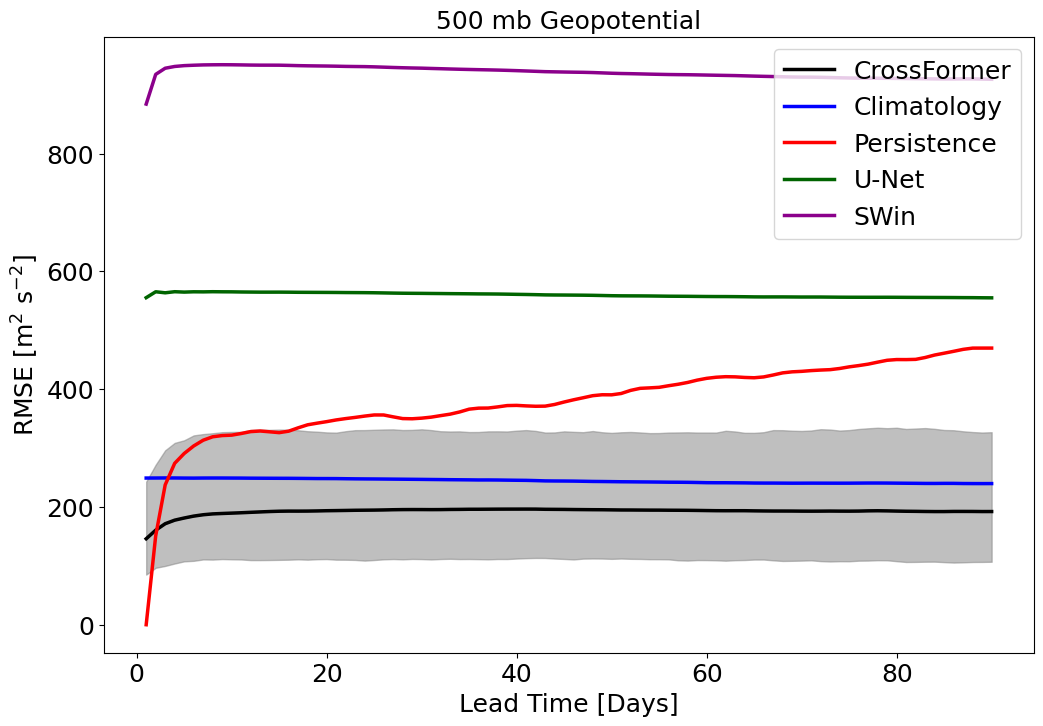 500 mb Geopotential
RMSE [m² s⁻²]
800
600
400
200
0
CrossFormer
Climatology
Persistence
U-Net
SWin
0 20 40 60 80
Lead Time [Days]